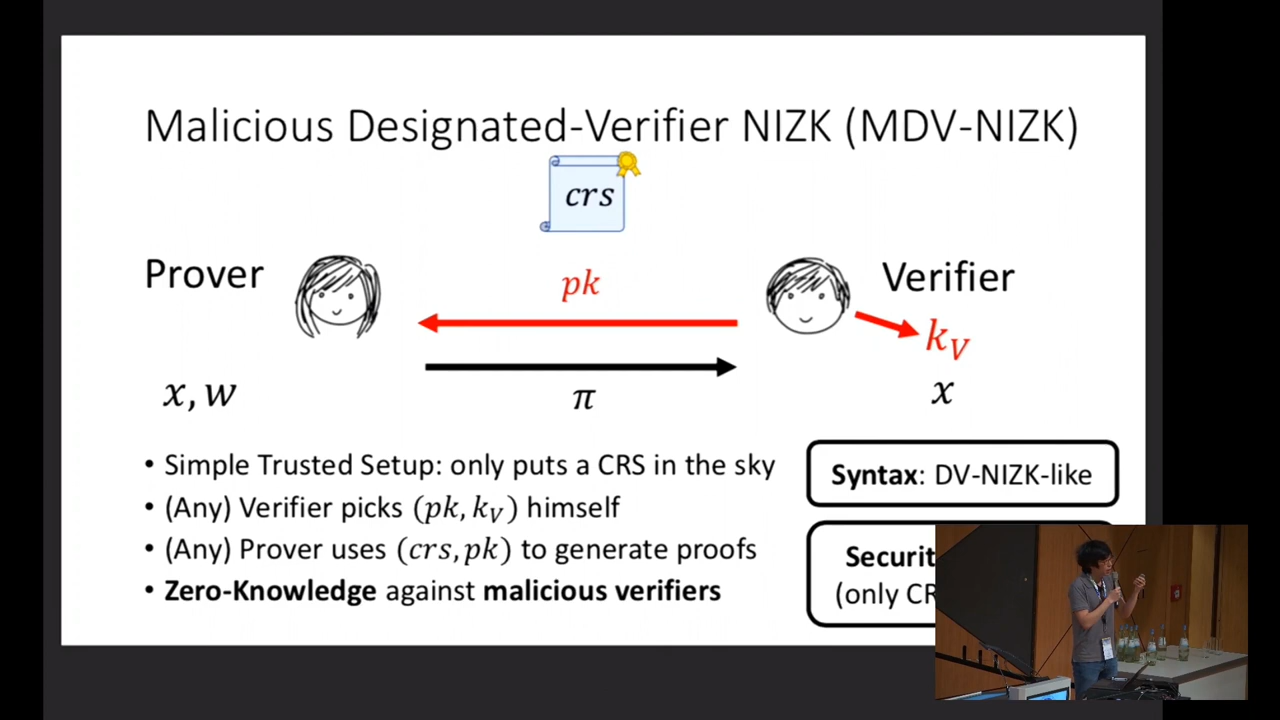 Malicious Designated-Verifier NIZK (MDV-NIZK)
crs
Prover
pk
Verifier
k_V
x, w
π
x
• Simple Trusted Setup: only puts a CRS in the sky
• (Any) Verifier picks (pk, k_V) himself
• (Any) Prover uses (crs, pk) to generate proofs
• Zero-Knowledge against malicious verifiers
Syntax: DV-NIZK-like
(only